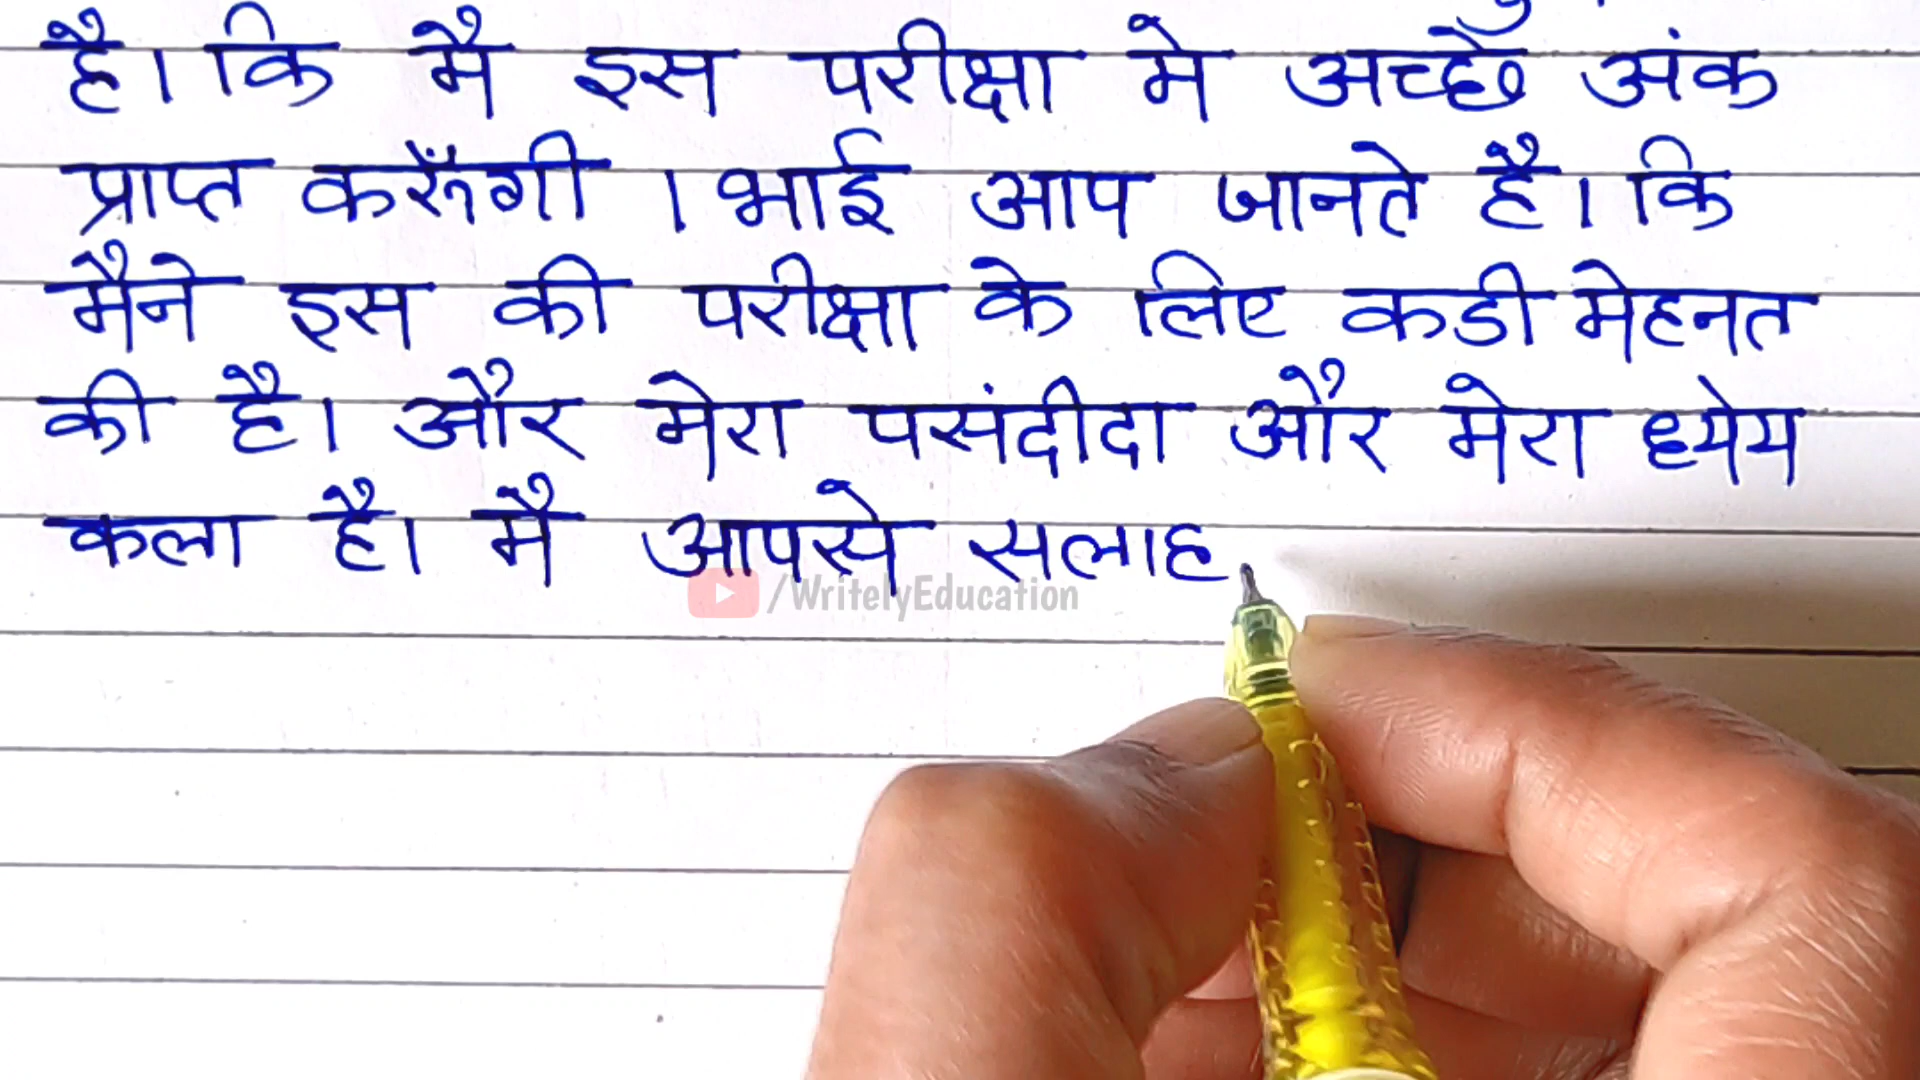 है। कि मै इस परीक्षा मे अच्छे अंक
प्राप्त करूँगी । भाई आप जानते है। कि
मैने इस की परीक्षा के लिए कडी मेहनत
की है। और मेरा पसंदीदा और मेरा ध्येय
कला है। मै आपसे सलाह
/WritelyEducation